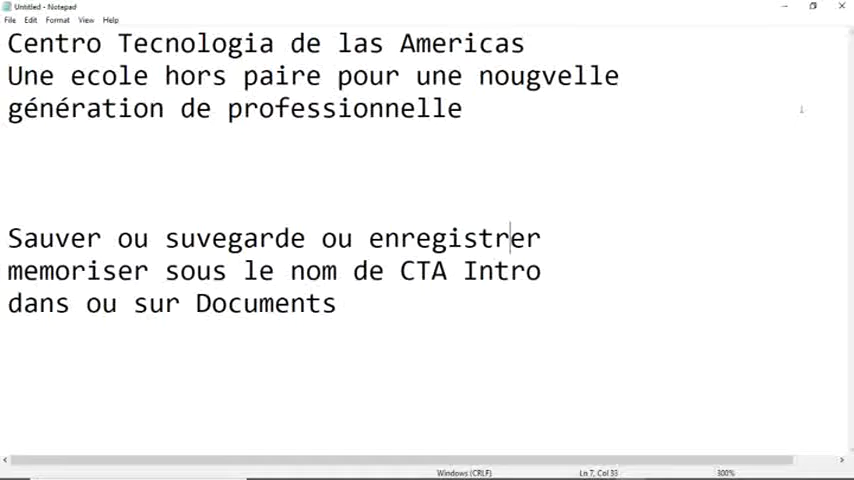 Untitled - Notepad
File Edit Format View Help
Centro Tecnologia de las Americas
Une ecole hors paire pour une nougvelle
génération de professionnelle
Sauver ou suvegarde ou enregistrer
memoriser sous le nom de CTA Intro
dans ou sur Documents
Windows (CRLF) Ln 7, Col 33 300%